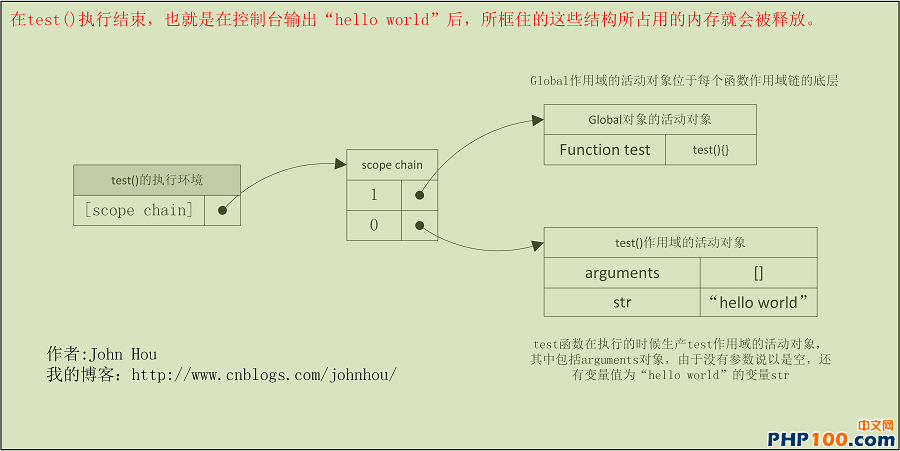 在test()执行结束，也就是在控制台输出“hello world”后，所框住的这些结构所占用的内存就会被释放。
Global作用域的活动对象位于每个函数作用域链的底层
Global对象的活动对象
Function test test(){}
scope chain
1
0
test()的执行环境
[scope chain]
test()作用域的活动对象
arguments []
str “hello world”
test函数在执行的时候生产test作用域的活动对象，
其中包括arguments对象，由于没有参数说以是空，还
有变量值为“hello world”的变量str
作者:John Hou
我的博客：http://www.cnblogs.com/johnhou/
中文网
PHP100.com